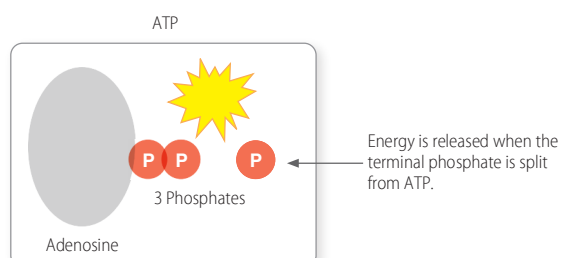 ATP
P P P
Energy is released when the
terminal phosphate is split
from ATP.
3 Phosphates
Adenosine